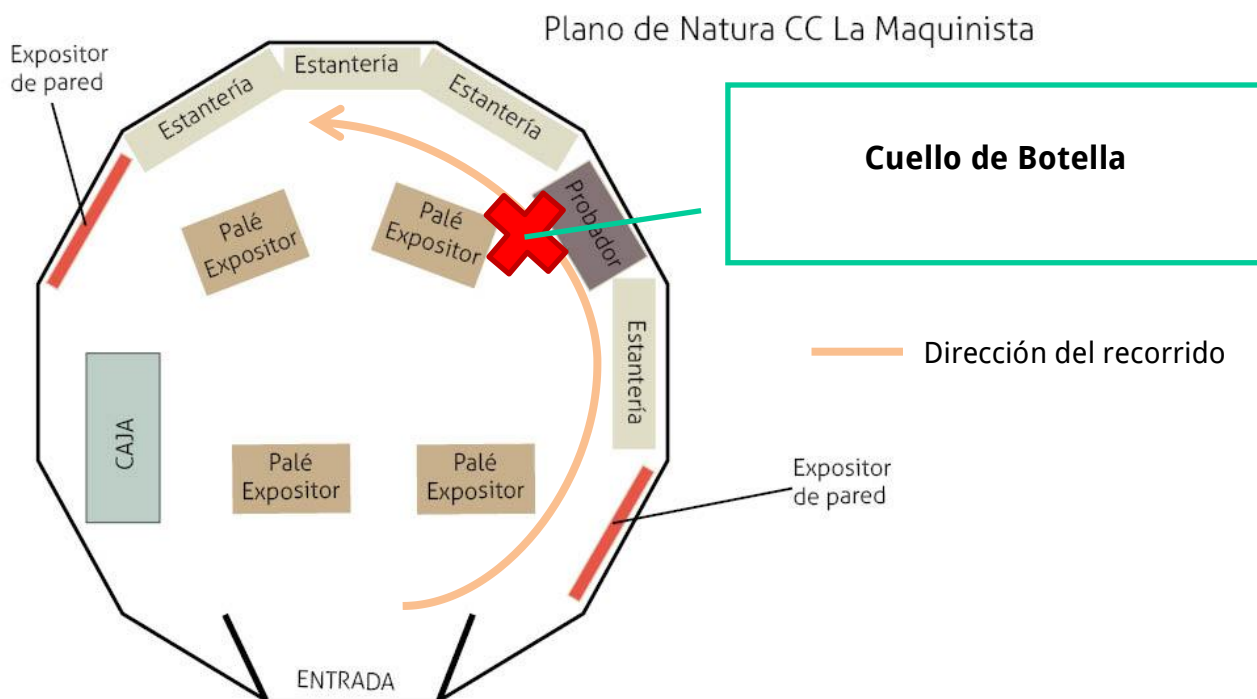 Plano de Natura CC La Maquinista
Expositor
de pared
Estantería
Estantería
Estantería
Cuello de Botella
Probador
Palé
Expositor
Palé
Expositor
Estantería
Dirección del recorrido
CAJA
Palé
Expositor
Palé
Expositor
Expositor
de pared
ENTRADA